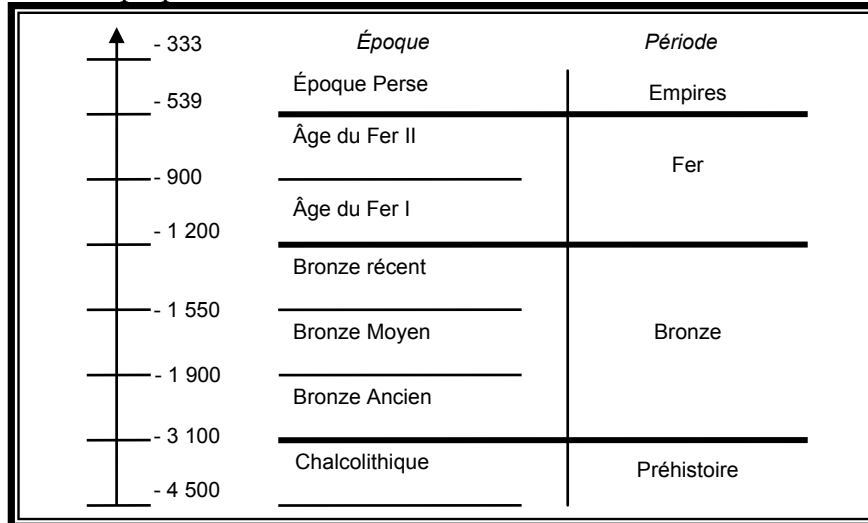 - 333 Époque Période
Époque Perse
- 539 Empires
Âge du Fer II
Fer
- 900
Âge du Fer I
- 1 200
Bronze récent
- 1 550
Bronze Moyen Bronze
- 1 900
Bronze Ancien
- 3 100
Chalcolithique Préhistoire
- 4 500